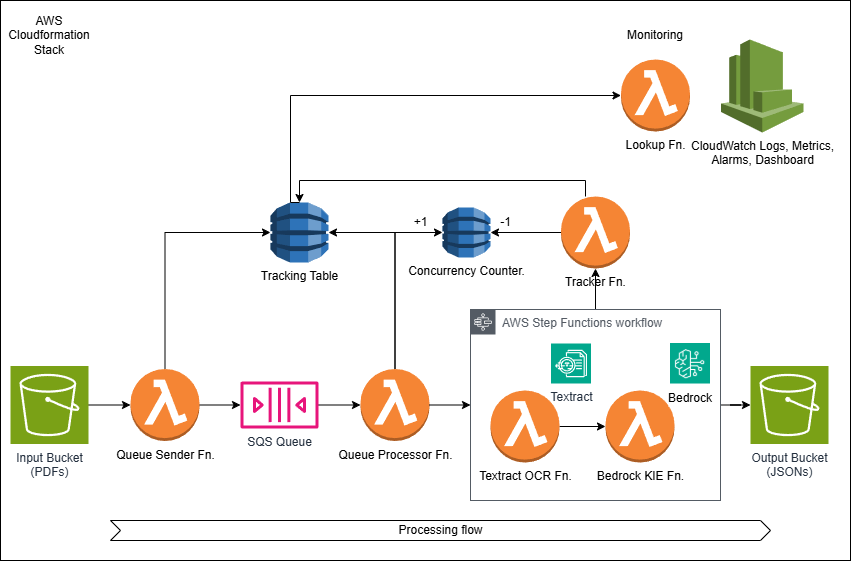 AWS
Cloudformation
Stack
Monitoring
Lookup Fn.
CloudWatch Logs, Metrics,
Alarms, Dashboard
+1
-1
Tracking Table
Concurrency Counter.
Tracker Fn.
AWS Step Functions workflow
Textract
Bedrock
Input Bucket
(PDFs)
Queue Sender Fn.
SQS Queue
Queue Processor Fn.
Textract OCR Fn.
Bedrock KIE Fn.
Output Bucket
(JSONs)
Processing flow